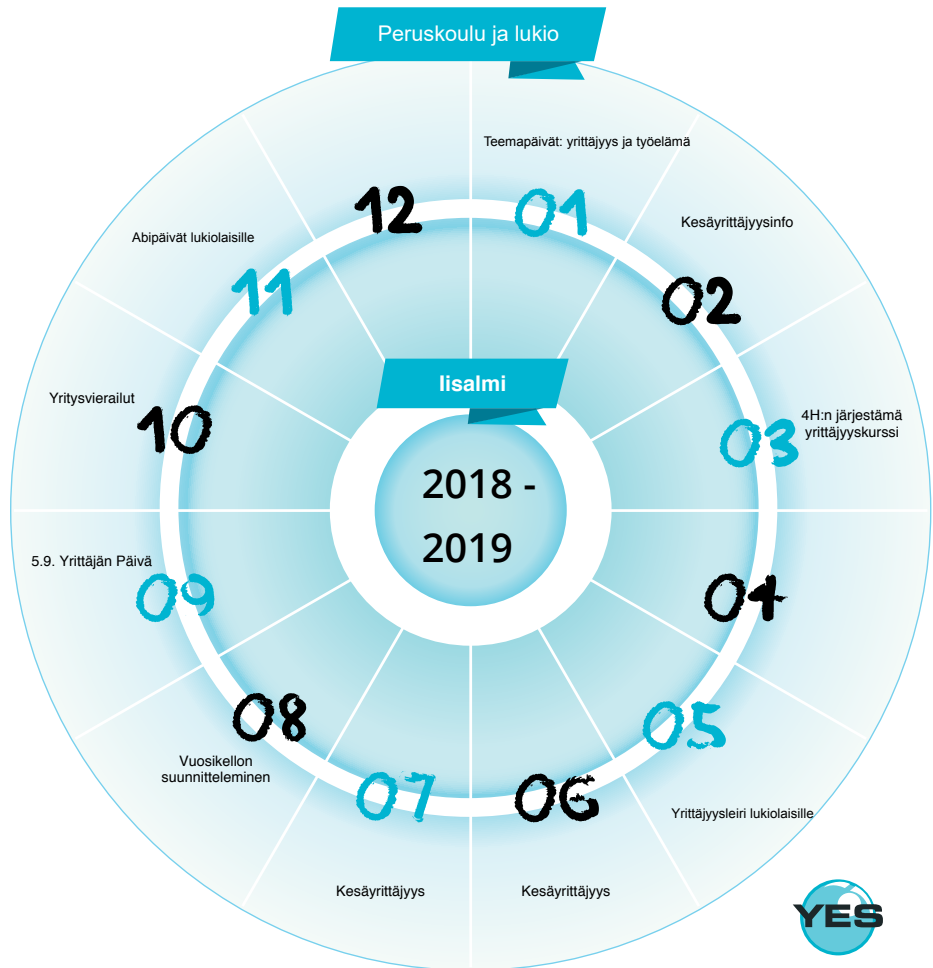 Peruskoulu ja lukio
Teemapäivät: yrittäjyys ja työelämä
12
01
Kesäyrittäjyysinfo
Abipäivät lukiolaisille
11
02
Iisalmi
Yritysvierailut
10
4H:n järjestämä
yrittäjyyskurssi
03
2018 -
2019
5.9. Yrittäjän Päivä
09
04
08
05
Vuosikellon
suunnitteleminen
07
06
Yrittäjyysleiri lukiolaisille
Kesäyrittäjyys
Kesäyrittäjyys
YES